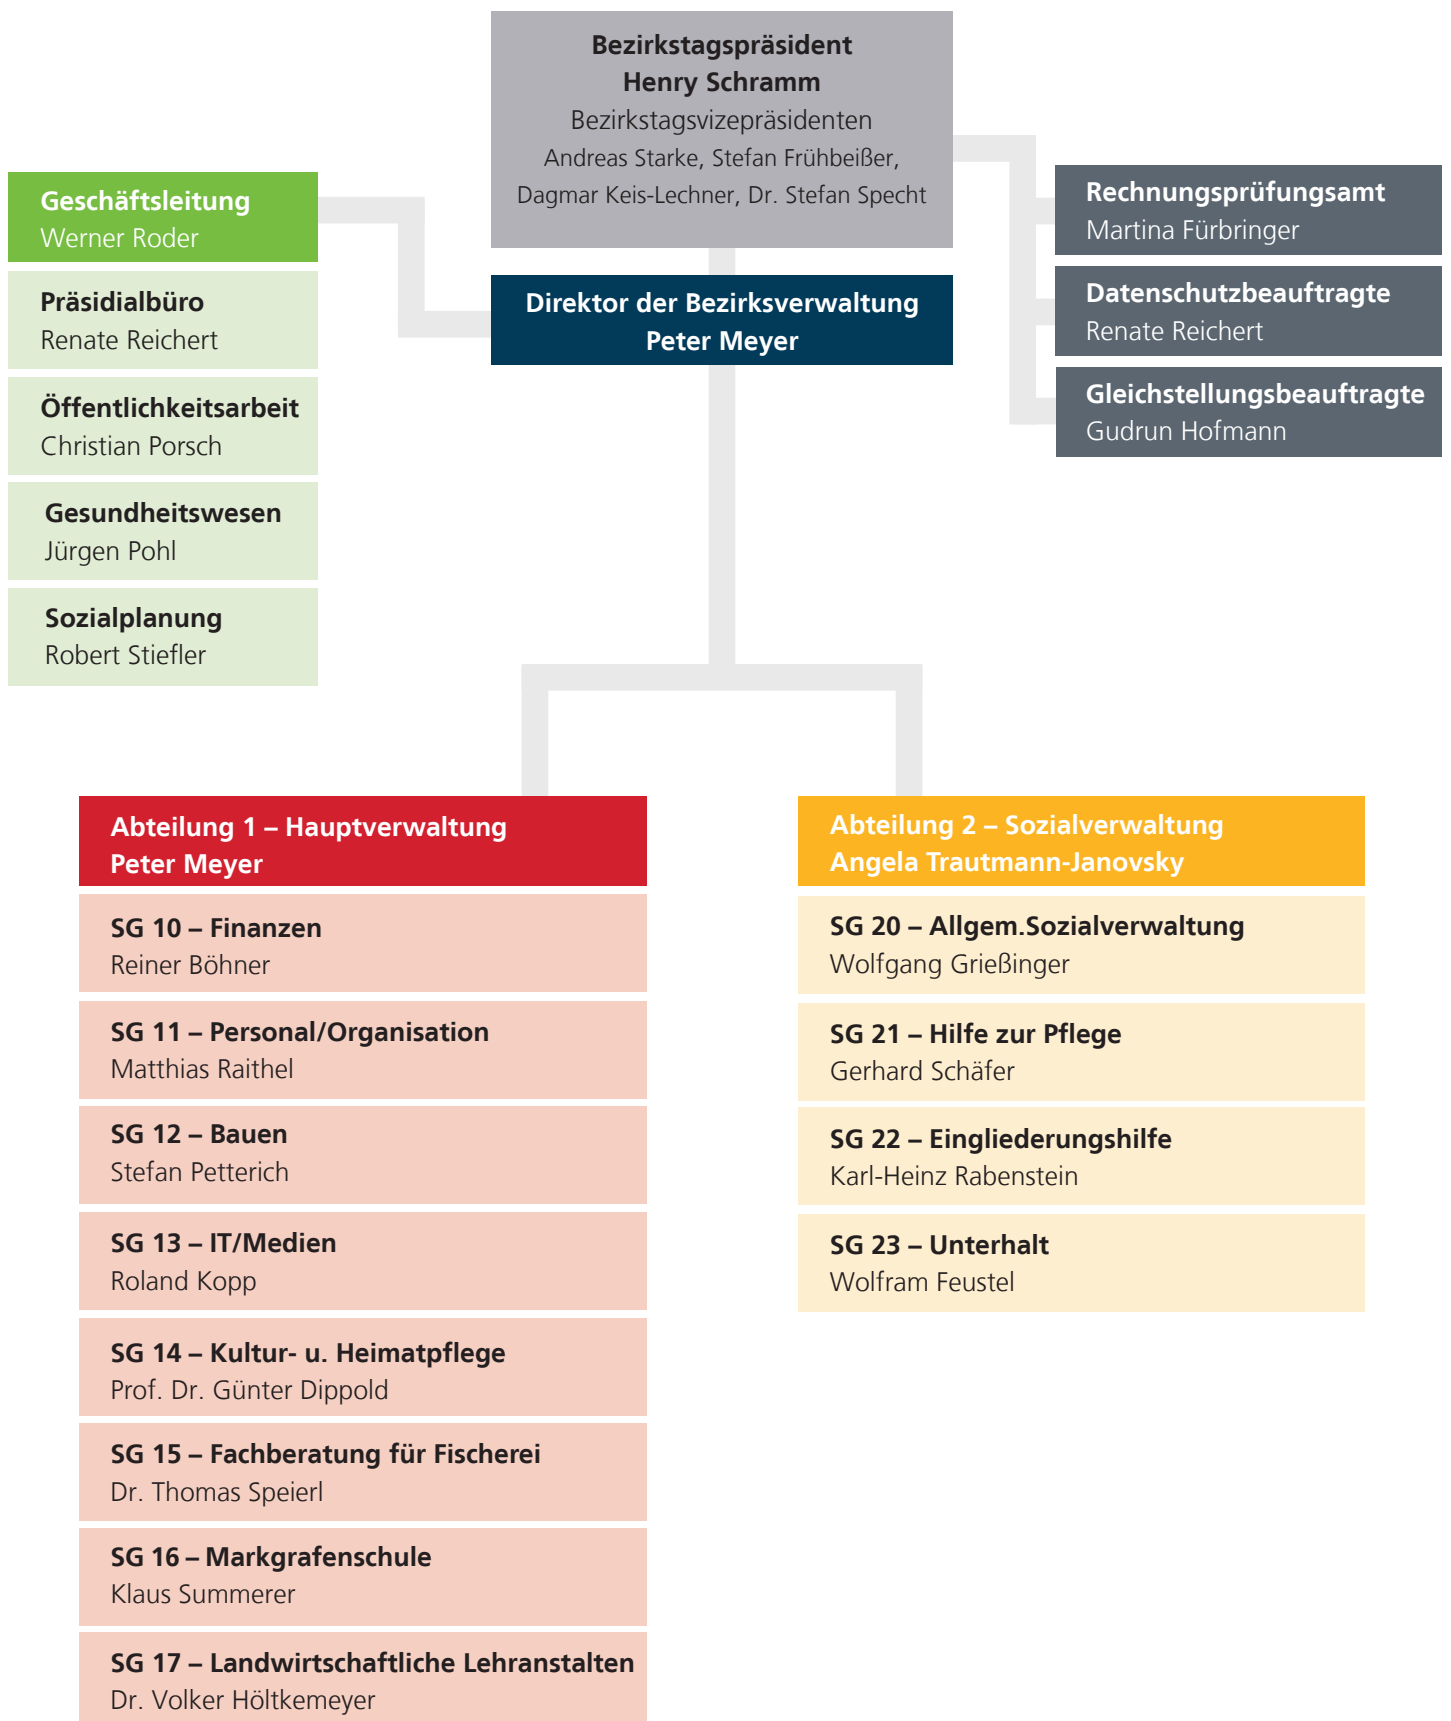 Bezirkstagspräsident
Henry Schramm
Bezirkstagsvizepräsidenten
Andreas Starke, Stefan Frühbeißer,
Dagmar Keis-Lechner, Dr. Stefan Specht
Geschäftsleitung
Werner Roder
Präsidialbüro
Renate Reichert
Öffentlichkeitsarbeit
Christian Porsch
Gesundheitswesen
Jürgen Pohl
Sozialplanung
Robert Stiefler
Direktor der Bezirksverwaltung
Peter Meyer
Rechnungsprüfungsamt
Martina Fürbringer
Datenschutzbeauftragte
Renate Reichert
Gleichstellungsbeauftragte
Gudrun Hofmann
Abteilung 1 – Hauptverwaltung
Peter Meyer
SG 10 – Finanzen
Reiner Böhner
SG 11 – Personal/Organisation
Matthias Raithel
SG 12 – Bauen
Stefan Petterich
SG 13 – IT/Medien
Roland Kopp
SG 14 – Kultur- u. Heimatpflege
Prof. Dr. Günter Dippold
SG 15 – Fachberatung für Fischerei
Dr. Thomas Speierl
SG 16 – Markgrafenschule
Klaus Summerer
SG 17 – Landwirtschaftliche Lehranstalten
Dr. Volker Höltkemeyer
Abteilung 2 – Sozialverwaltung
Angela Trautmann-Janovsky
SG 20 – Allgem.Sozialverwaltung
Wolfgang Grießinger
SG 21 – Hilfe zur Pflege
Gerhard Schäfer
SG 22 – Eingliederungshilfe
Karl-Heinz Rabenstein
SG 23 – Unterhalt
Wolfram Feustel